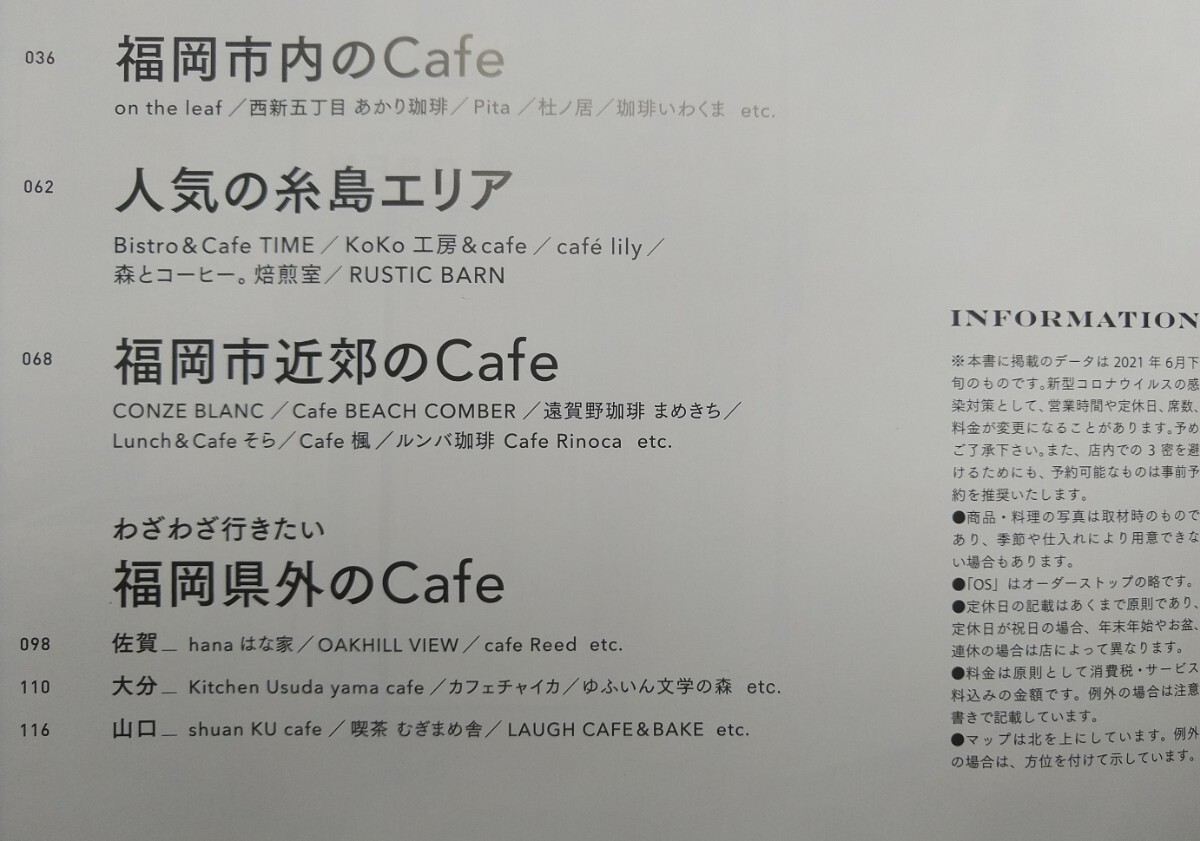 036
福岡市内のCafe
on the leaf／西新五丁目 あかり珈琲／Pita／杜ノ居／珈琲いわくま etc.
062
人気の糸島エリア
Bistro＆Cafe TIME／KoKo 工房＆cafe／café lily／
森とコーヒー。焙煎室／RUSTIC BARN
068
福岡市近郊のCafe
CONZE BLANC／Cafe BEACH COMBER／遠賀野珈琲 まめきち／
Lunch＆Cafe そら／Cafe 楓／ルンバ珈琲 Cafe Rinoca etc.
わざわざ行きたい
福岡県外のCafe
098 佐賀＿ hana はな家／OAKHILL VIEW／cafe Reed etc.
110 大分＿ Kitchen Usuda yama cafe／カフェチャイカ／ゆふいん文学の森 etc.
116 山口＿ shuan KU cafe／喫茶 むぎまめ舎／LAUGH CAFE＆BAKE etc.
INFORMATION
※本書に掲載のデータは 2021 年 6月下
旬のものです。新型コロナウイルスの感
染対策として、営業時間や定休日、席数、
料金が変更になることがあります。予め
ご了承下さい。また、店内での 3 密を避
けるためにも、予約可能なものは事前予
約を推奨いたします。
●商品・料理の写真は取材時のもので
あり、季節や仕入れにより用意できな
い場合もあります。
●「OS」はオーダーストップの略です。
●定休日の記載はあくまで原則であり、
定休日が祝日の場合、年末年始やお盆、
連休の場合は店によって異なります。
●料金は原則として消費税・サービス
料込みの金額です。例外の場合は注意
書きで記載しています。
●マップは北を上にしています。例外
の場合は、方位を付けて示しています。